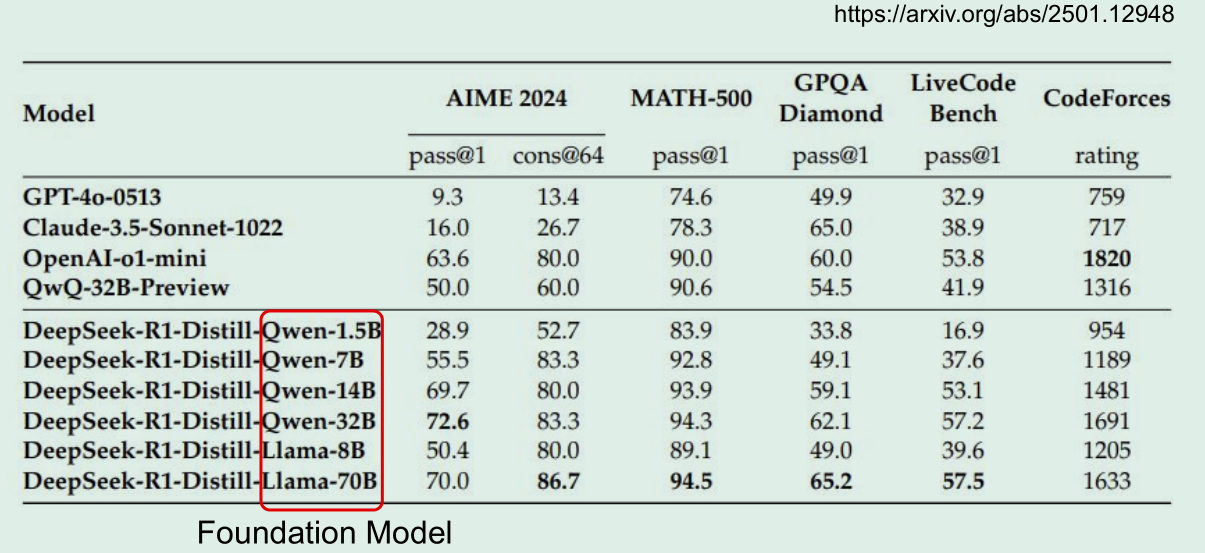 https://arxiv.org/abs/2501.12948
Model AIME 2024 MATH-500 GPQA Diamond LiveCode Bench CodeForces
pass@1 cons@64 pass@1 pass@1 pass@1 rating
GPT-4o-0513 9.3 13.4 74.6 49.9 32.9 759
Claude-3.5-Sonnet-1022 16.0 26.7 78.3 65.0 38.9 717
OpenAI-o1-mini 63.6 80.0 90.0 60.0 53.8 1820
QwQ-32B-Preview 50.0 60.0 90.6 54.5 41.9 1316
DeepSeek-R1-Distill-Qwen-1.5B 28.9 52.7 83.9 33.8 16.9 954
DeepSeek-R1-Distill-Qwen-7B 55.5 83.3 92.8 49.1 37.6 1189
DeepSeek-R1-Distill-Qwen-14B 69.7 80.0 93.9 59.1 53.1 1481
DeepSeek-R1-Distill-Qwen-32B 72.6 83.3 94.3 62.1 57.2 1691
DeepSeek-R1-Distill-Llama-8B 50.4 80.0 89.1 49.0 39.6 1205
DeepSeek-R1-Distill-Llama-70B 70.0 86.7 94.5 65.2 57.5 1633
Foundation Model